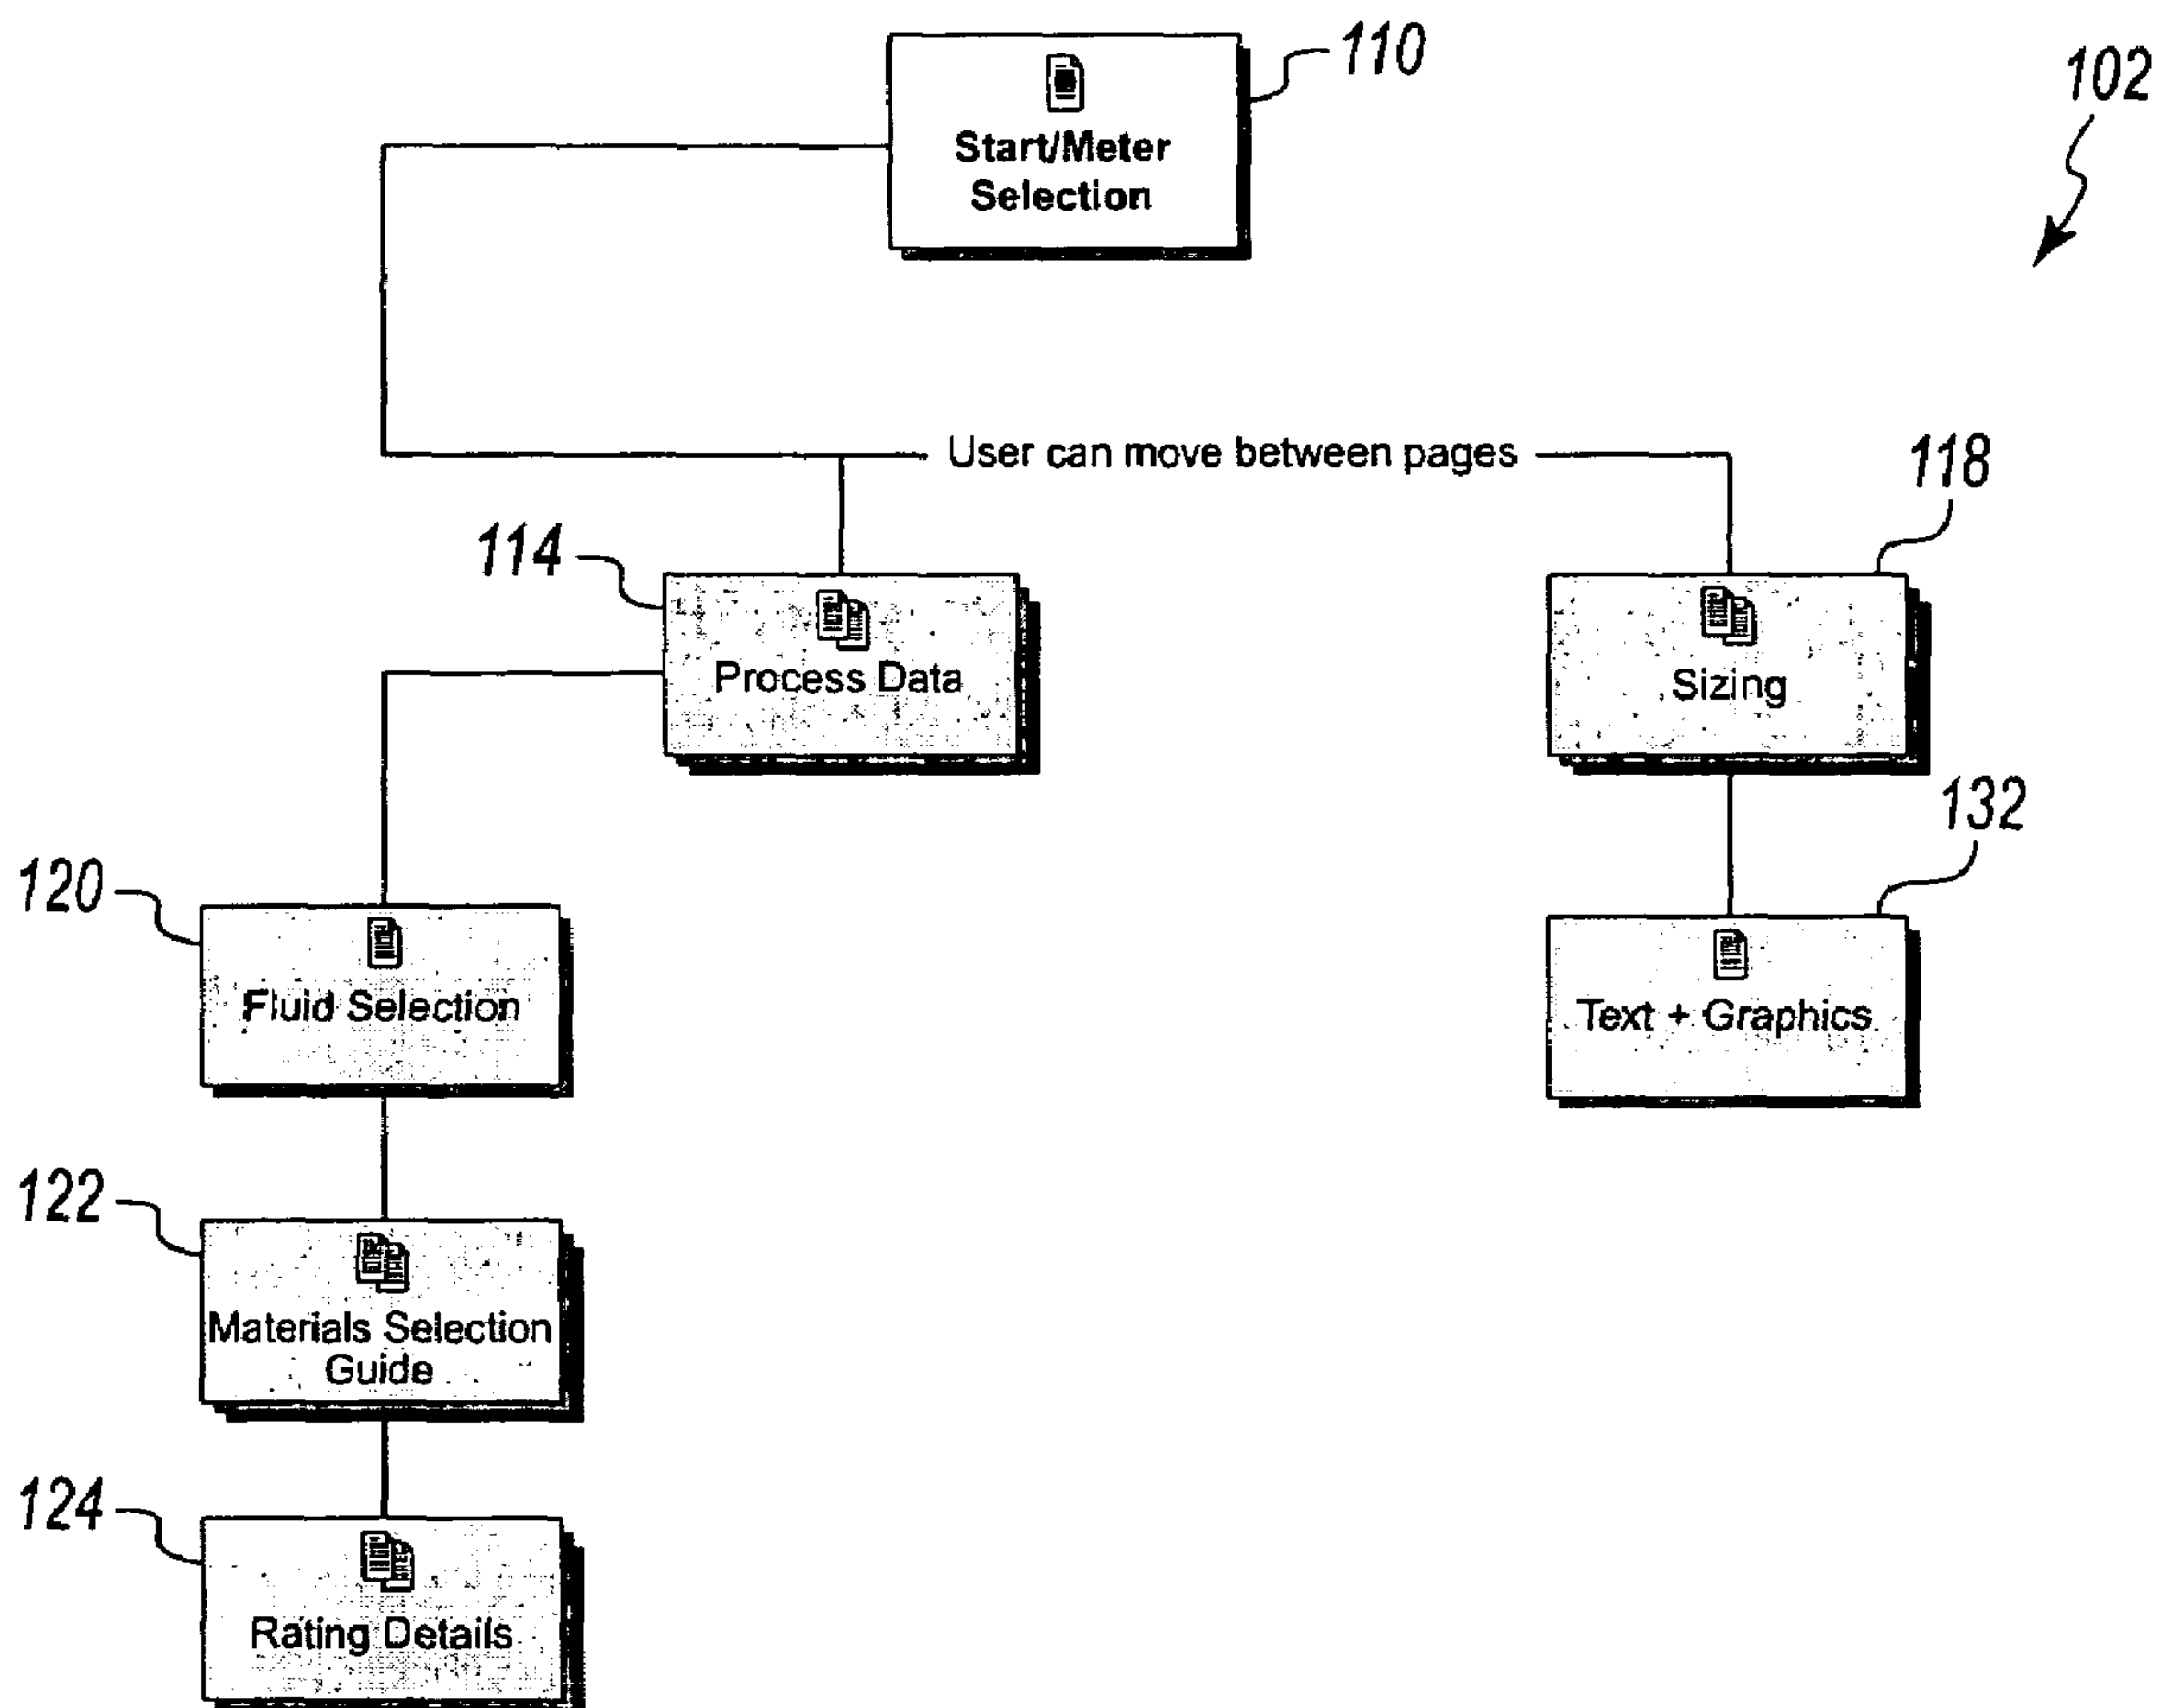 110
102
Start/Meter
Selection
User can move between pages
118
114
Process Data
Sizing
132
120
Fluid Selection
Text + Graphics
122
Materials Selection
Guide
124
Rating Details